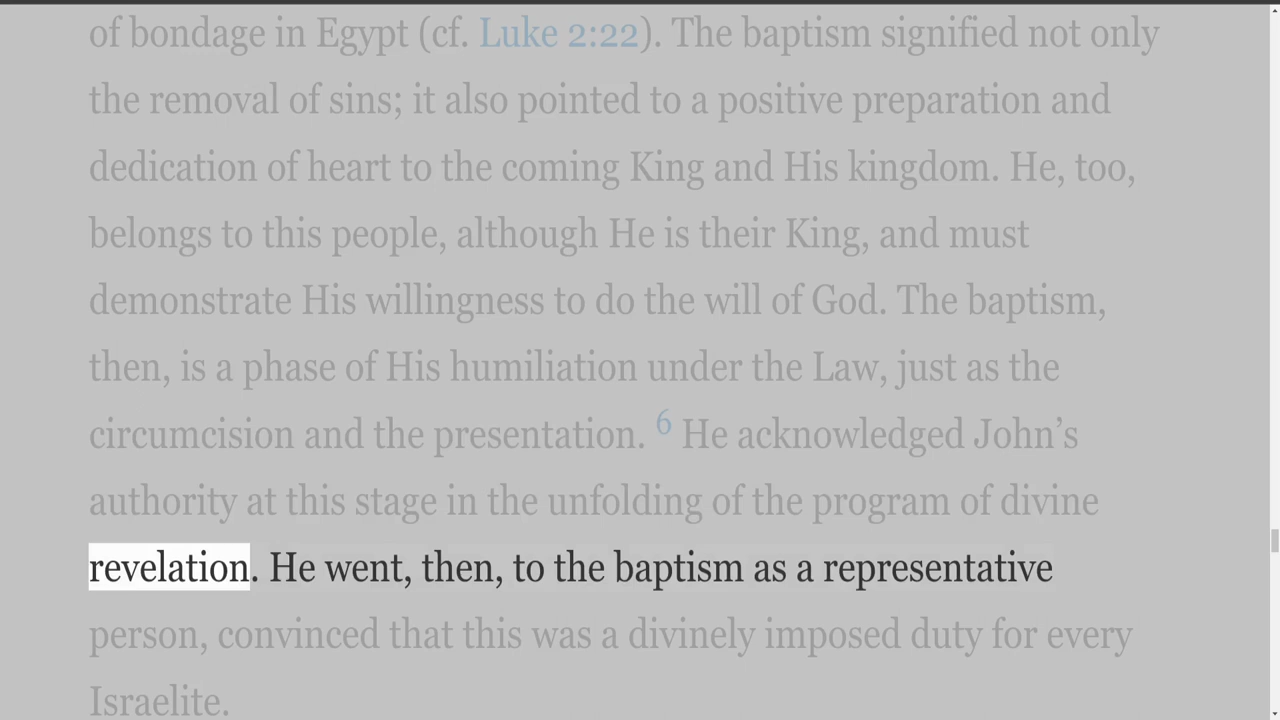 of bondage in Egypt (cf. Luke 2:22). The baptism signified not only
the removal of sins; it also pointed to a positive preparation and
dedication of heart to the coming King and His kingdom. He, too,
belongs to this people, although He is their King, and must
demonstrate His willingness to do the will of God. The baptism,
then, is a phase of His humiliation under the Law, just as the
circumcision and the presentation. 6 He acknowledged John’s
authority at this stage in the unfolding of the program of divine
revelation. He went, then, to the baptism as a representative
person, convinced that this was a divinely imposed duty for every
Israelite.